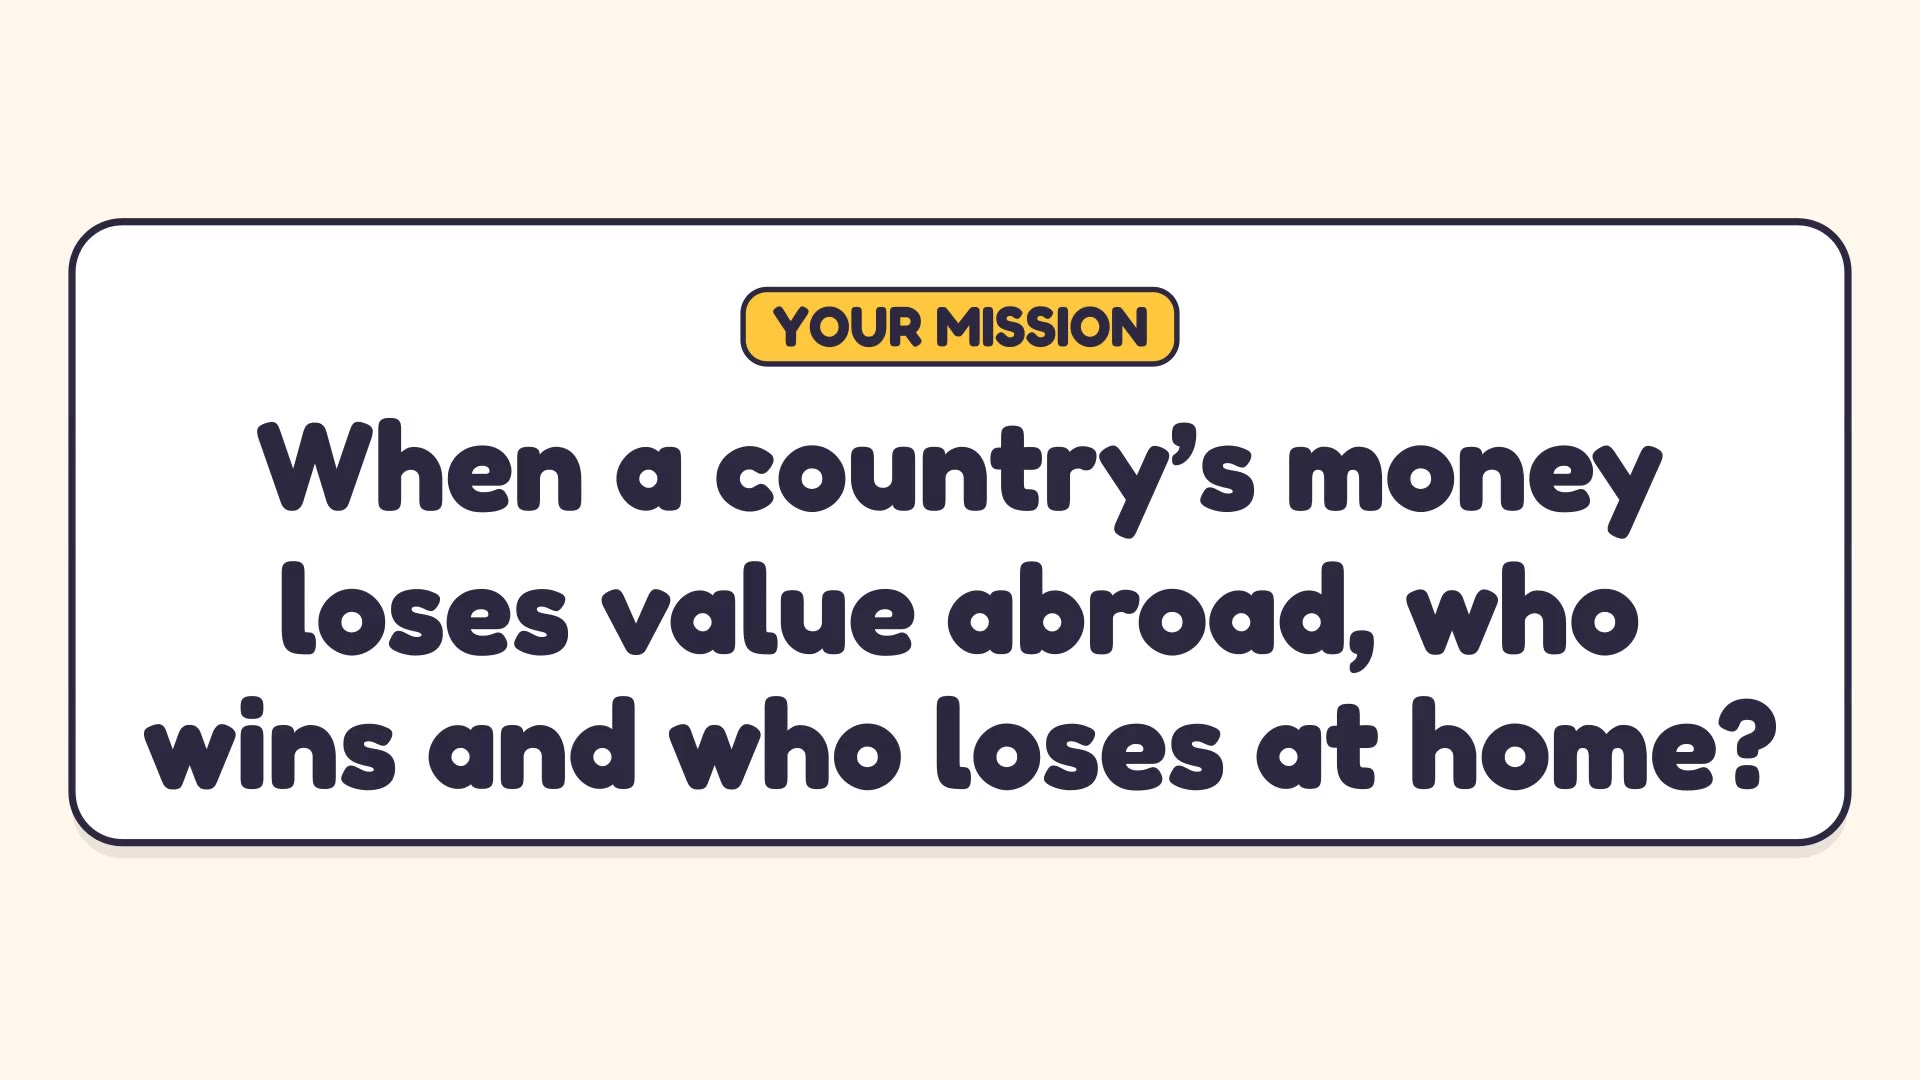 YOUR MISSION
When a country’s money
loses value abroad, who
wins and who loses at home?